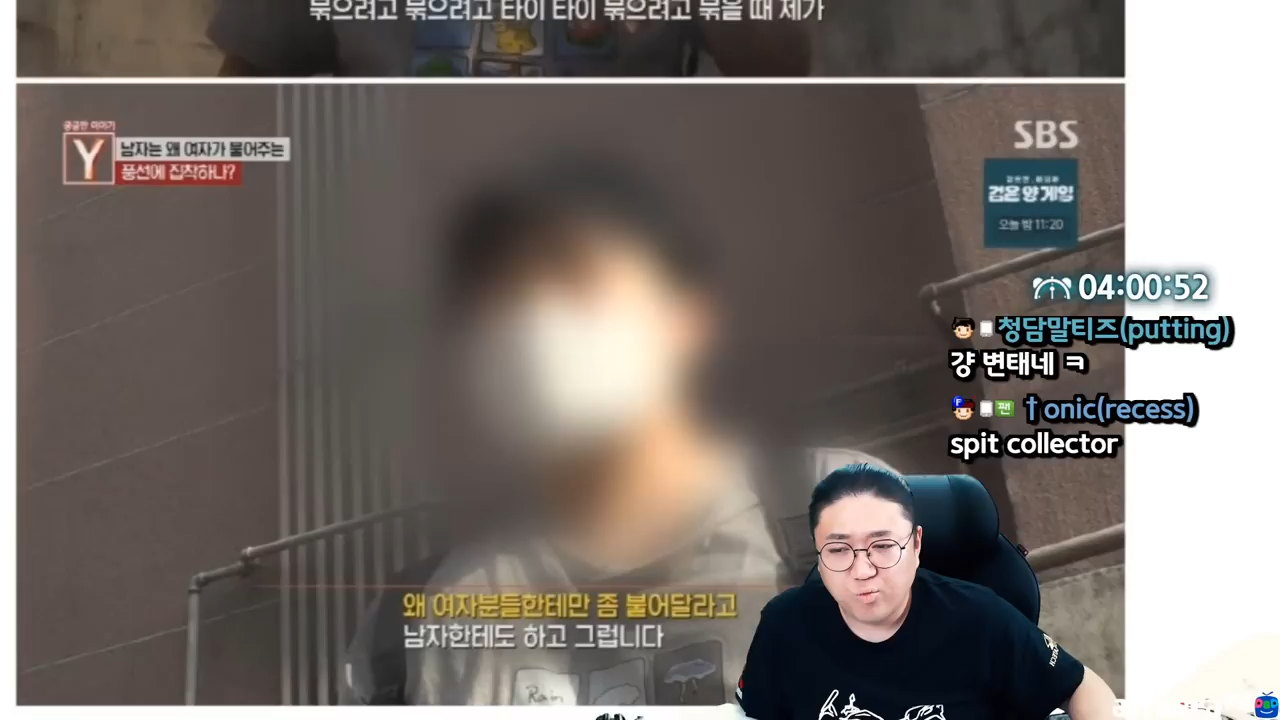 묶으려고 묶으려고 타이 타이 묶으려고 묶을 때 제가
궁금한 이야기
Y
남자는 왜 여자가 불어주는
풍선에 집착하나?
SBS
검은 양 게임
오늘 밤 11:20
04:00:52
청담말티즈(putting)
걍 변태네 ㅋ
†onic(recess)
spit collector
왜 여자분들한테만 좀 불어달라고
남자한테도 하고 그럽니다
Rain